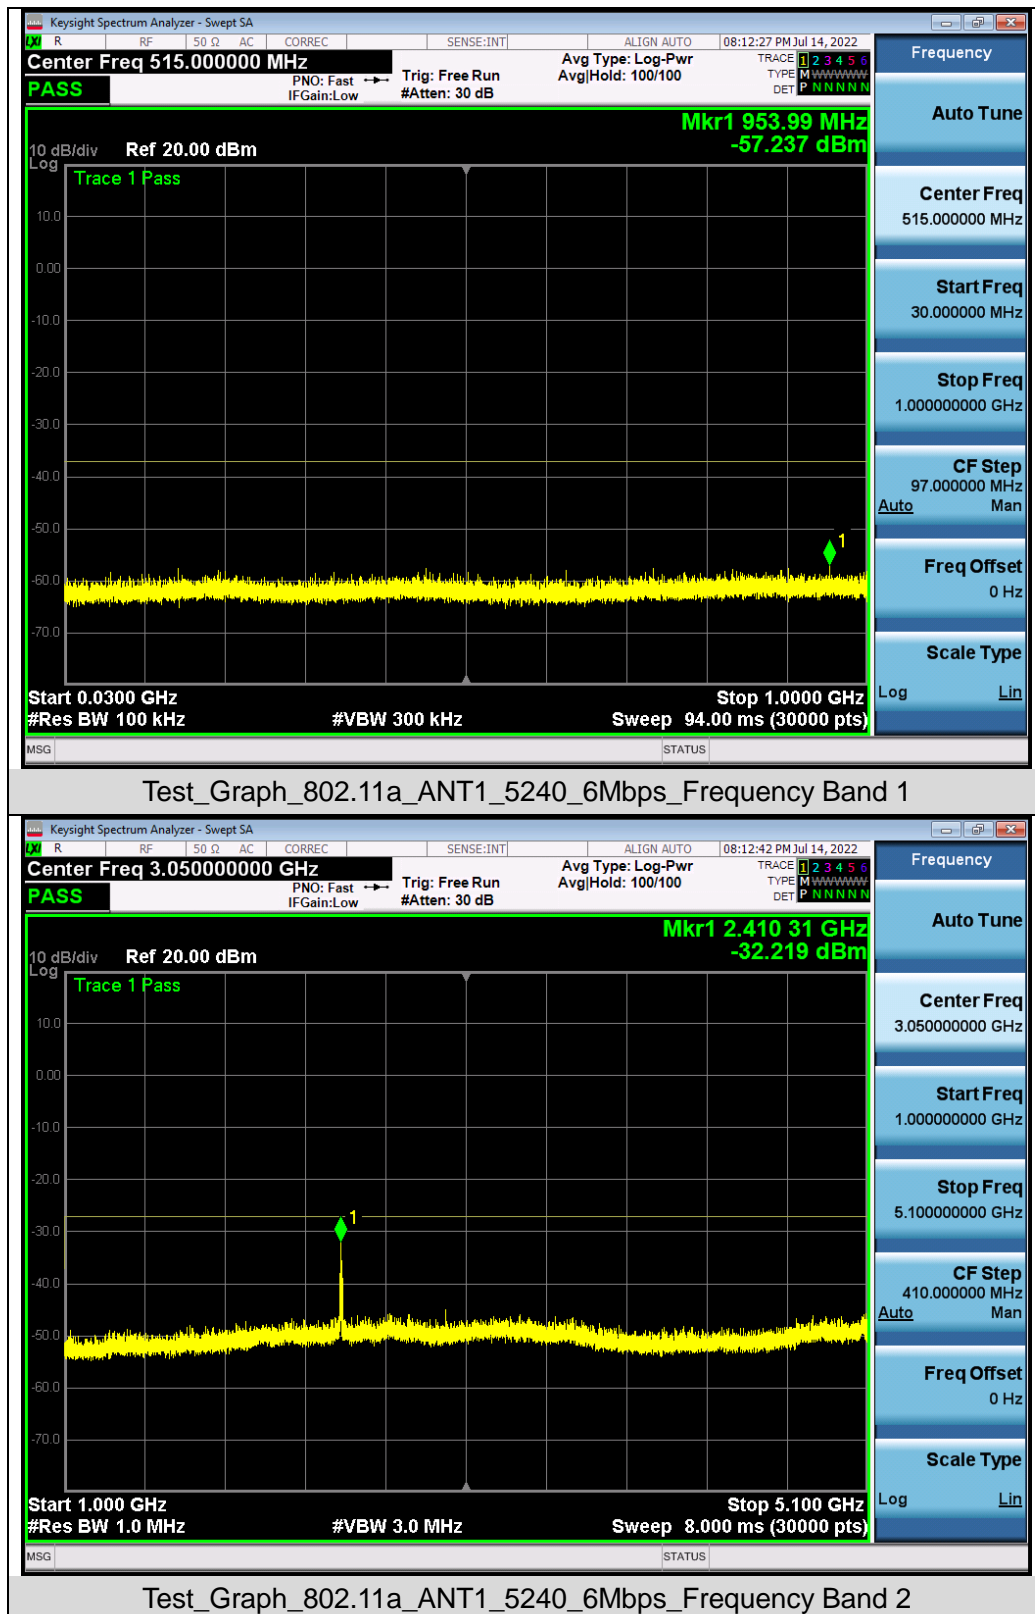 Keysight Spectrum Analyzer - Swept SA
LXI R RF 50 Ω AC CORREC SENSE:INT ALIGN AUTO 08:12:27 PM Jul 14, 2022
Center Freq 515.000000 MHz
PASS
PNO: Fast
IFGain:Low
Trig: Free Run
#Atten: 30 dB
Avg Type: Log-Pwr
Avg|Hold: 100/100
TRACE 1 2 3 4 5 6
TYPE M WWWWW
DET P N N N N N
Mkr1 953.99 MHz
-57.237 dBm
10 dB/div Ref 20.00 dBm
Log
Trace 1 Pass
10.0
0.00
-10.0
-20.0
-30.0
-40.0
-50.0
-60.0
-70.0
1
Start 0.0300 GHz Stop 1.0000 GHz
#Res BW 100 kHz #VBW 300 kHz Sweep 94.00 ms (30000 pts)
MSG STATUS
Frequency
Auto Tune
Center Freq
515.000000 MHz
Start Freq
30.000000 MHz
Stop Freq
1.000000000 GHz
CF Step
97.000000 MHz
Auto Man
Freq Offset
0 Hz
Scale Type
Log Lin
Test_Graph_802.11a_ANT1_5240_6Mbps_Frequency Band 1
Keysight Spectrum Analyzer - Swept SA
LXI R RF 50 Ω AC CORREC SENSE:INT ALIGN AUTO 08:12:42 PM Jul 14, 2022
Center Freq 3.050000000 GHz
PASS
PNO: Fast
IFGain:Low
Trig: Free Run
#Atten: 30 dB
Avg Type: Log-Pwr
Avg|Hold: 100/100
TRACE 1 2 3 4 5 6
TYPE M WWWWW
DET P N N N N N
Mkr1 2.410 31 GHz
-32.219 dBm
10 dB/div Ref 20.00 dBm
Log
Trace 1 Pass
10.0
0.00
-10.0
-20.0
-30.0
-40.0
-50.0
-60.0
-70.0
1
Start 1.000 GHz Stop 5.100 GHz
#Res BW 1.0 MHz #VBW 3.0 MHz Sweep 8.000 ms (30000 pts)
MSG STATUS
Frequency
Auto Tune
Center Freq
3.050000000 GHz
Start Freq
1.000000000 GHz
Stop Freq
5.100000000 GHz
CF Step
410.000000 MHz
Auto Man
Freq Offset
0 Hz
Scale Type
Log Lin
Test_Graph_802.11a_ANT1_5240_6Mbps_Frequency Band 2